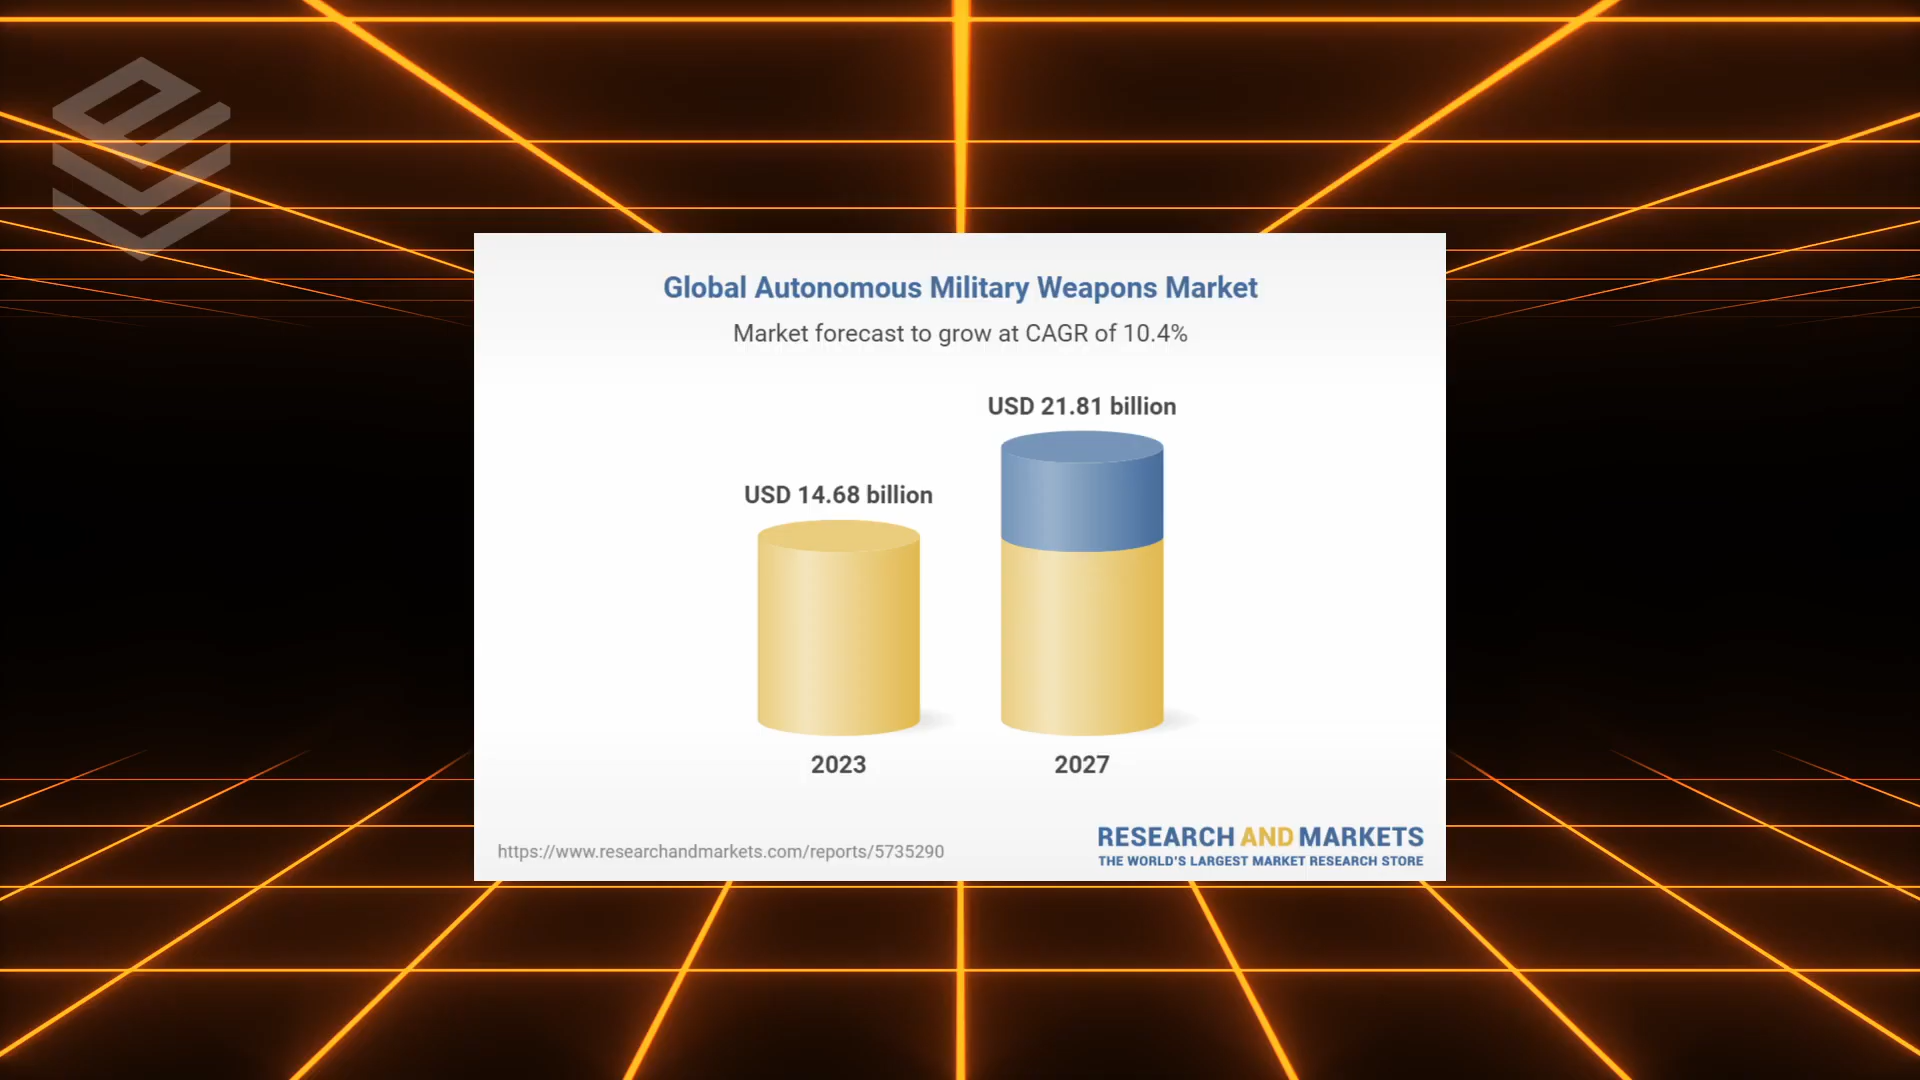 Global Autonomous Military Weapons Market
Market forecast to grow at CAGR of 10.4%
USD 21.81 billion
USD 14.68 billion
2023
2027
https://www.researchandmarkets.com/reports/5735290
RESEARCH AND MARKETS
THE WORLD'S LARGEST MARKET RESEARCH STORE